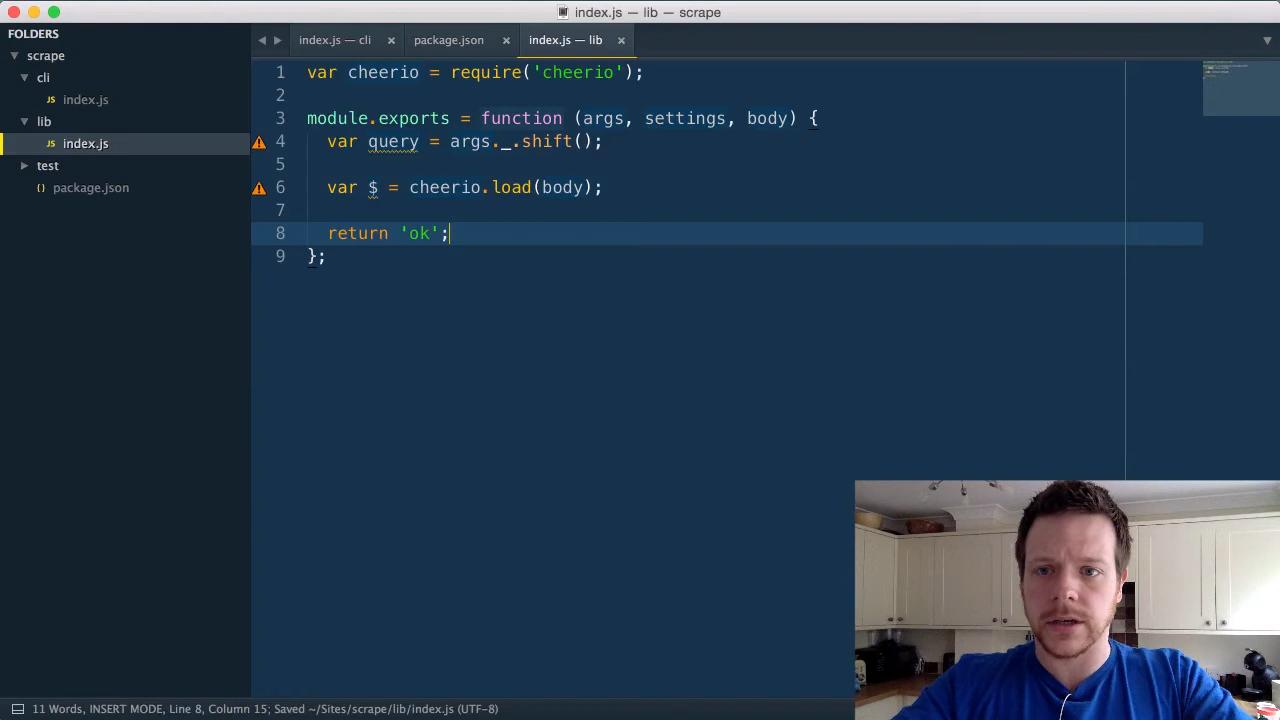 index.js — lib — scrape
FOLDERS
scrape
cli
JS index.js
lib
JS index.js
test
{} package.json
index.js — cli × package.json × index.js — lib ×
1 var cheerio = require('cheerio');
2
3 module.exports = function (args, settings, body) {
4 var query = args._.shift();
5
6 var $ = cheerio.load(body);
7
8 return 'ok';
9 };
11 Words, INSERT MODE, Line 8, Column 15; Saved ~/Sites/scrape/lib/index.js (UTF-8)